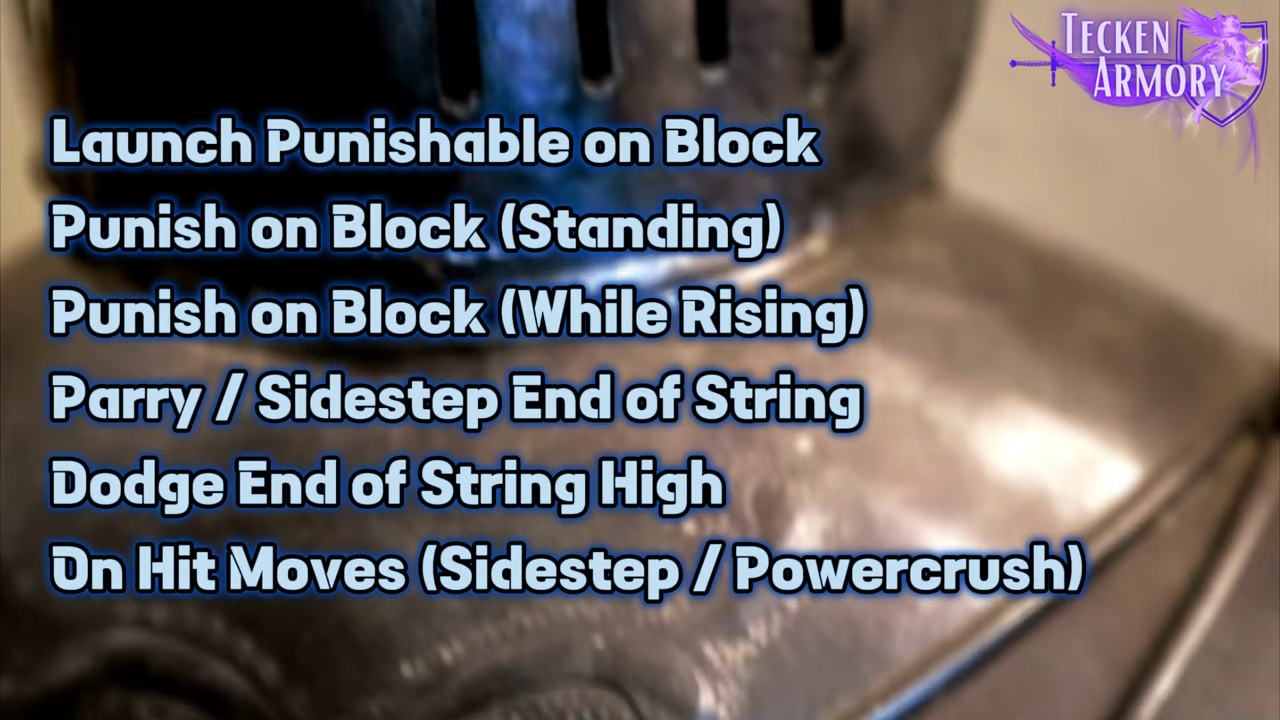 TECKEN
ARMORY
Launch Punishable on Block
Punish on Block (Standing)
Punish on Block (While Rising)
Parry / Sidestep End of String
Dodge End of String High
On Hit Moves (Sidestep / Powercrush)